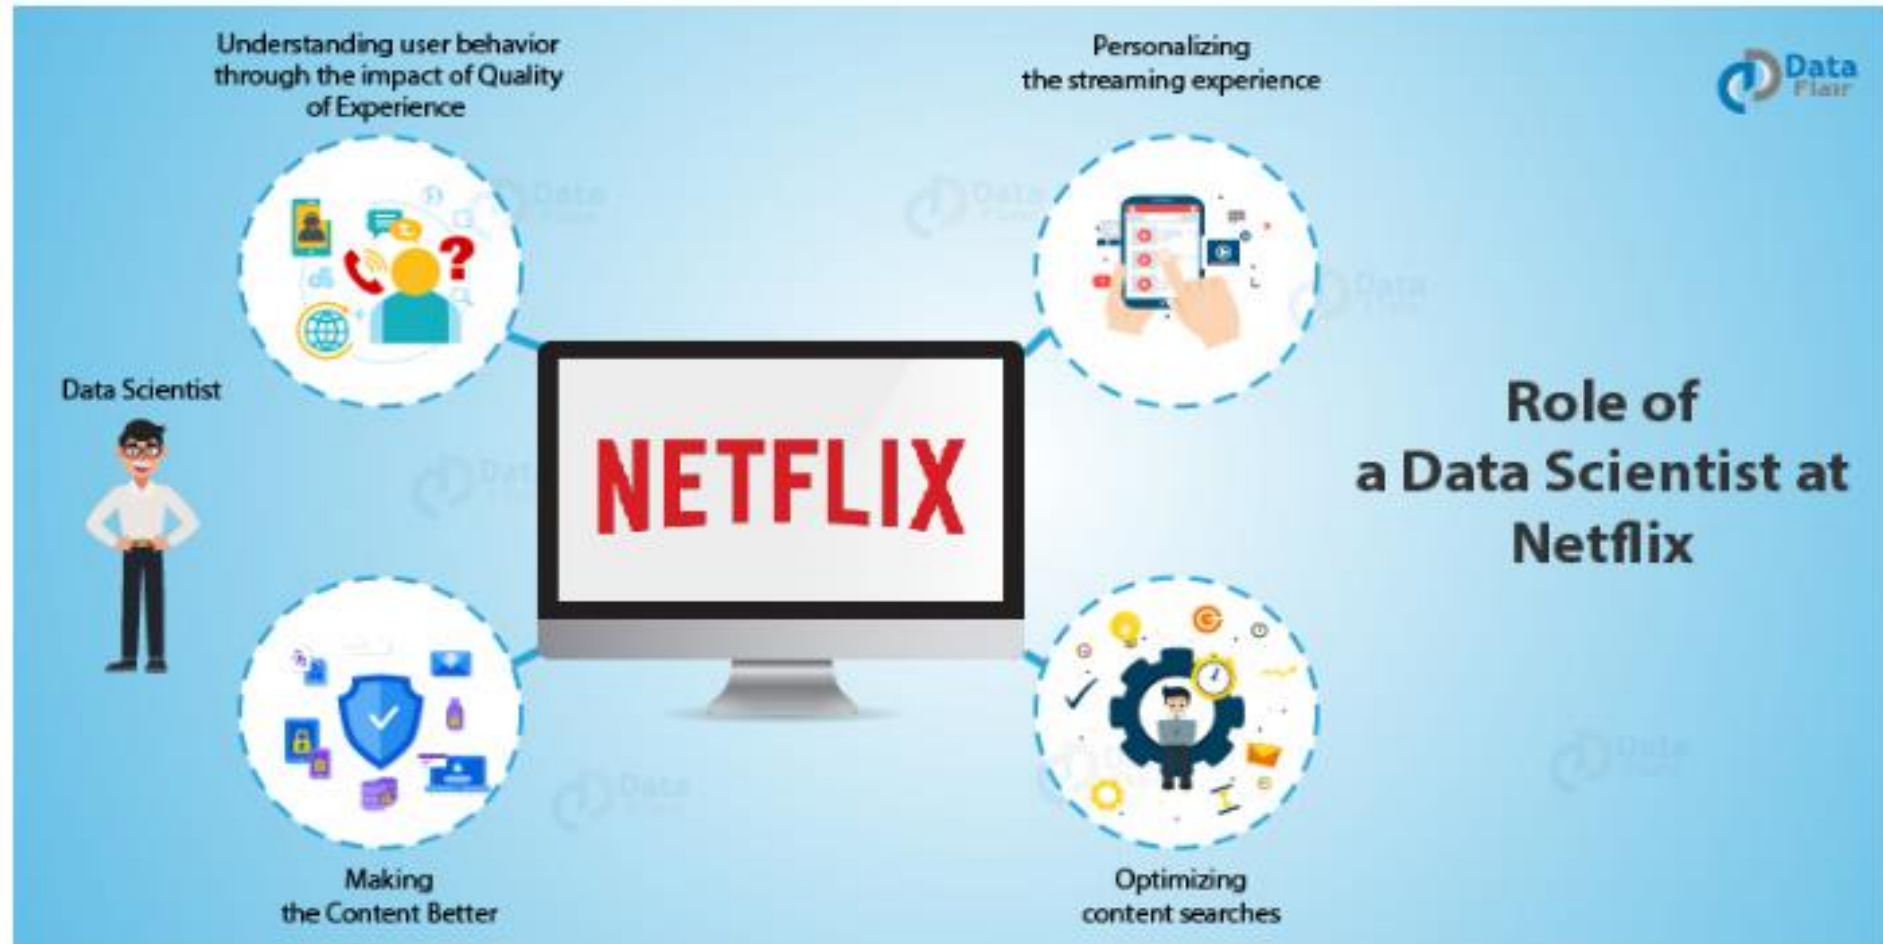 Understanding user behavior
through the impact of Quality
of Experience
Personalizing
the streaming experience
Data
Flair
Data Scientist
NETFLIX
Role of
a Data Scientist at
Netflix
Making
the Content Better
Optimizing
content searches